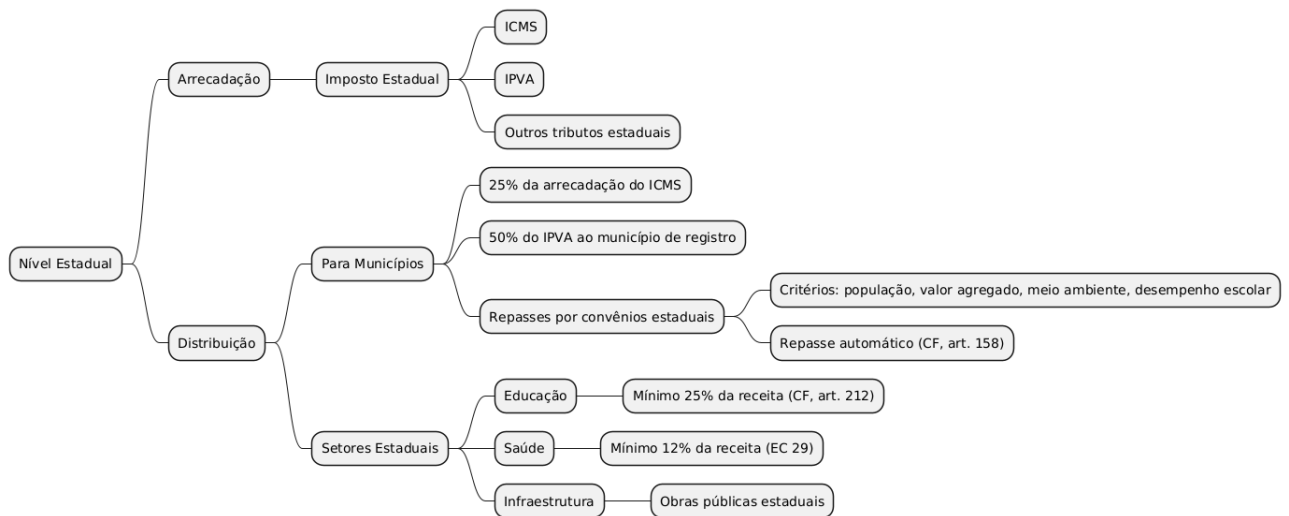 Nível Estadual
Arrecadação
Imposto Estadual
ICMS
IPVA
Outros tributos estaduais
Distribuição
Para Municípios
25% da arrecadação do ICMS
50% do IPVA ao município de registro
Repasses por convênios estaduais
Critérios: população, valor agregado, meio ambiente, desempenho escolar
Repasse automático (CF, art. 158)
Setores Estaduais
Educação
Mínimo 25% da receita (CF, art. 212)
Saúde
Mínimo 12% da receita (EC 29)
Infraestrutura
Obras públicas estaduais